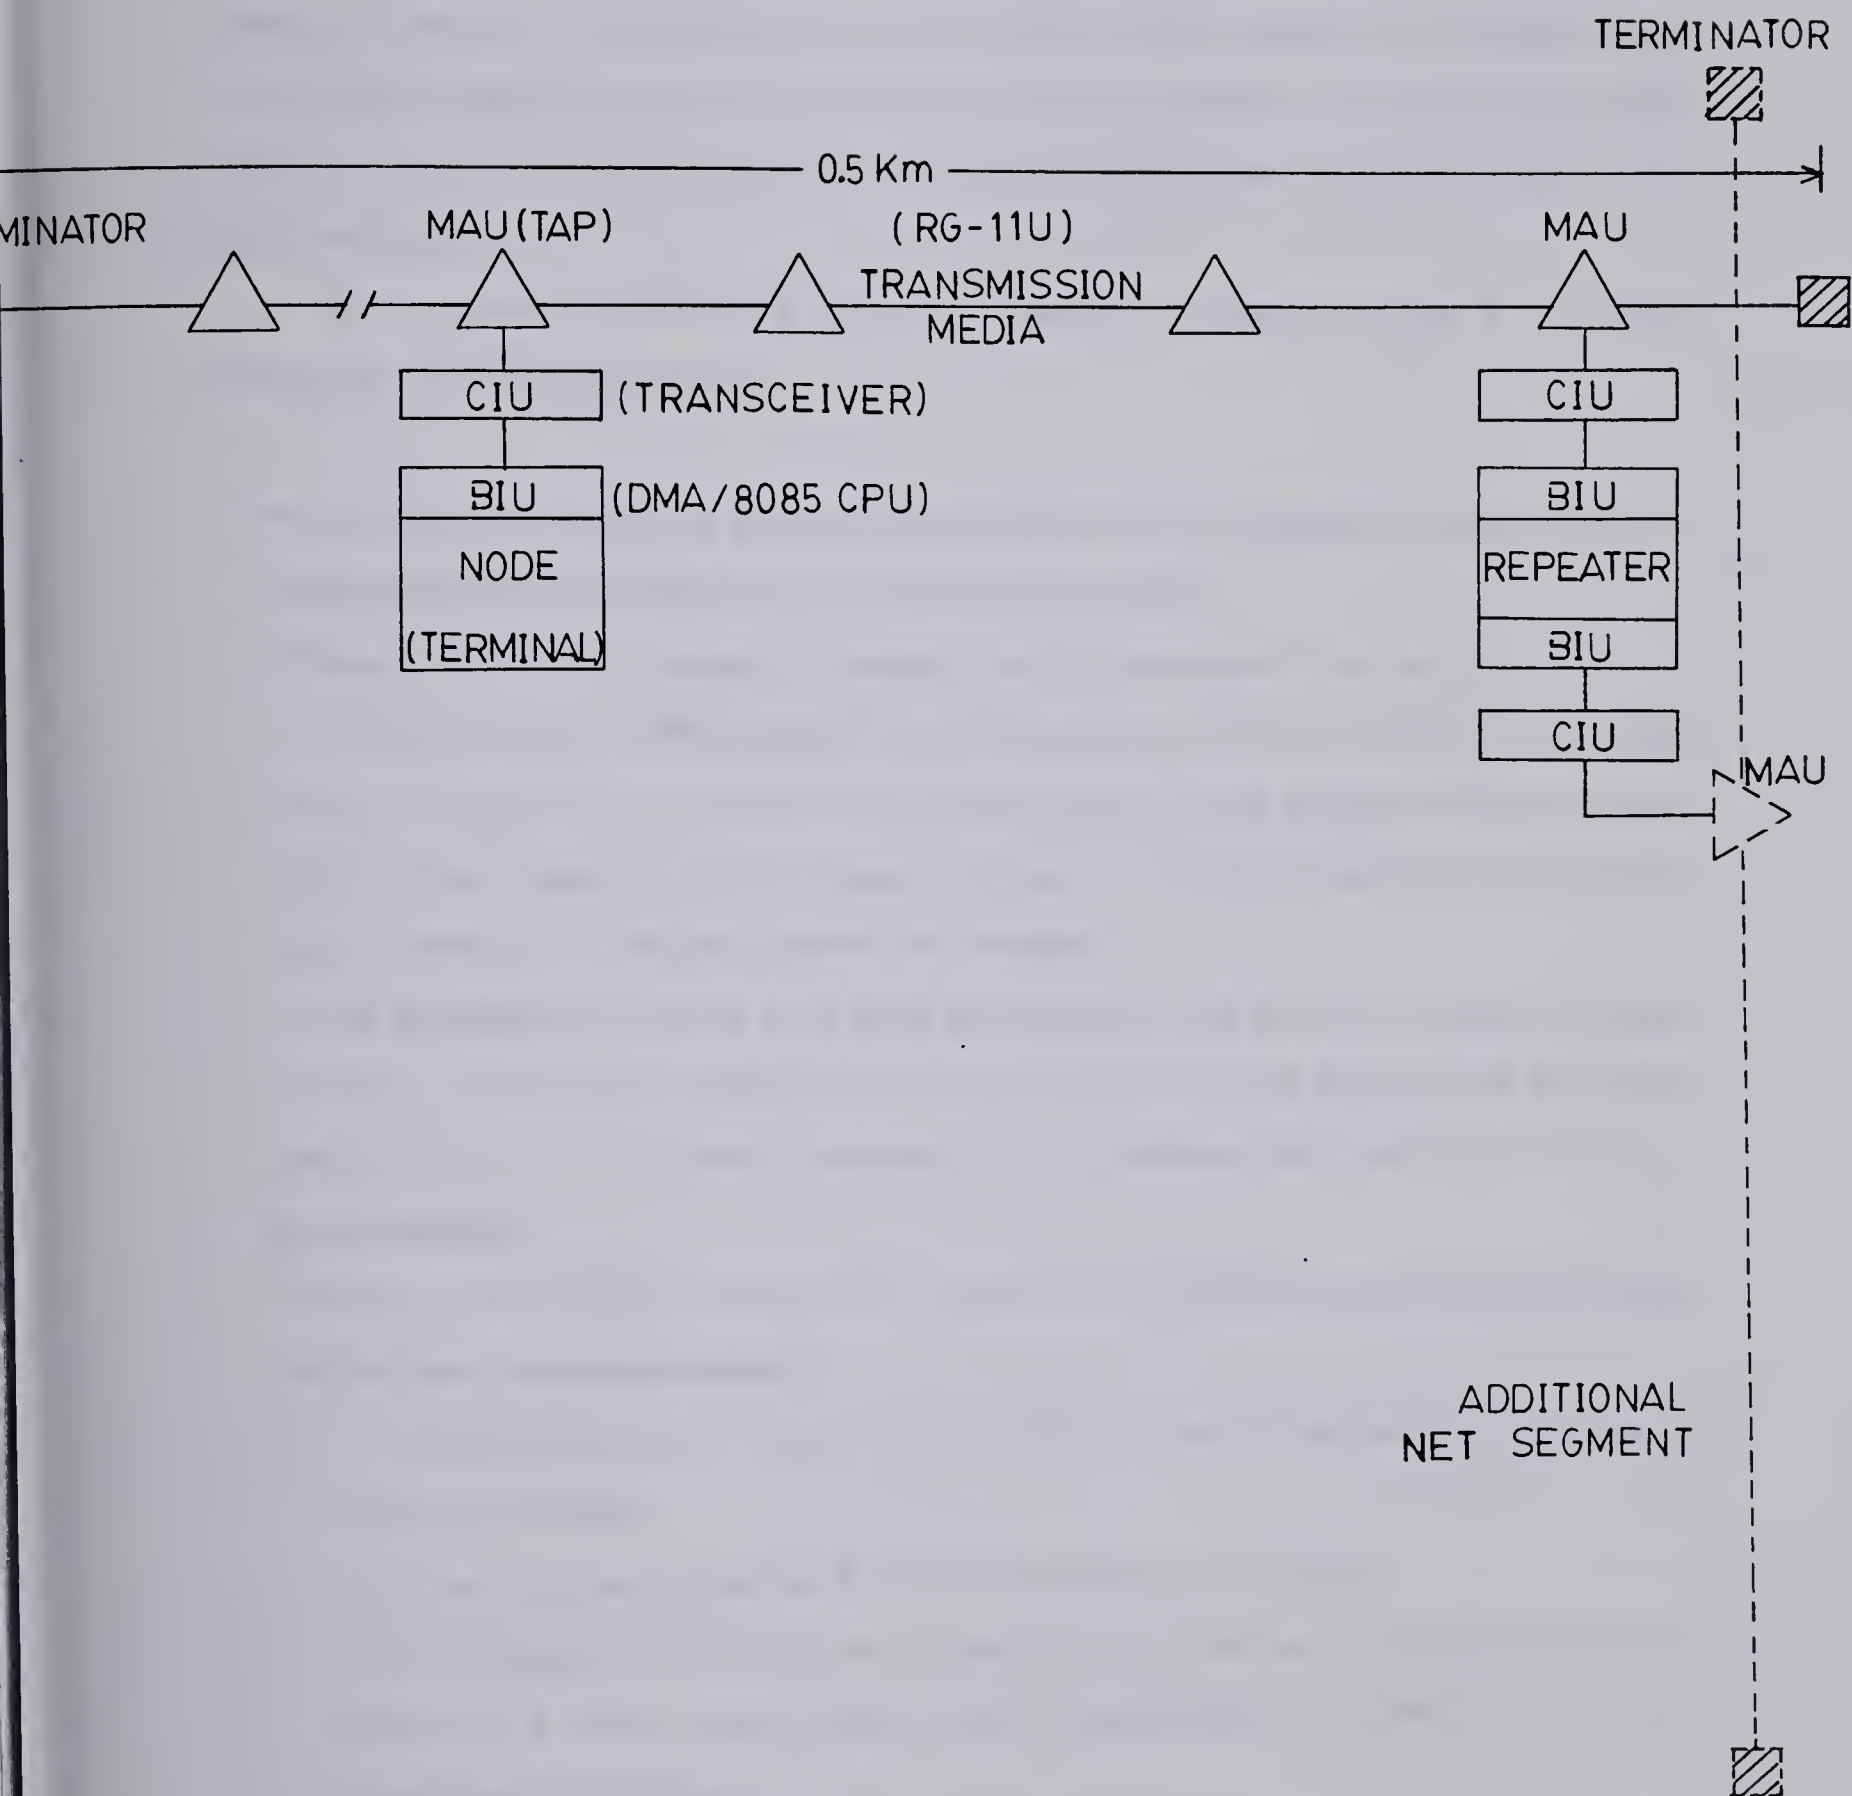 TERMINATOR
0.5 Km
MINATOR
MAU (TAP)
(RG-11U)
MAU
TRANSMISSION
MEDIA
CIU
(TRANSCEIVER)
CIU
BIU
(DMA/8085 CPU)
BIU
NODE
REPEATER
(TERMINAL)
BIU
CIU
MAU
ADDITIONAL
NET SEGMENT